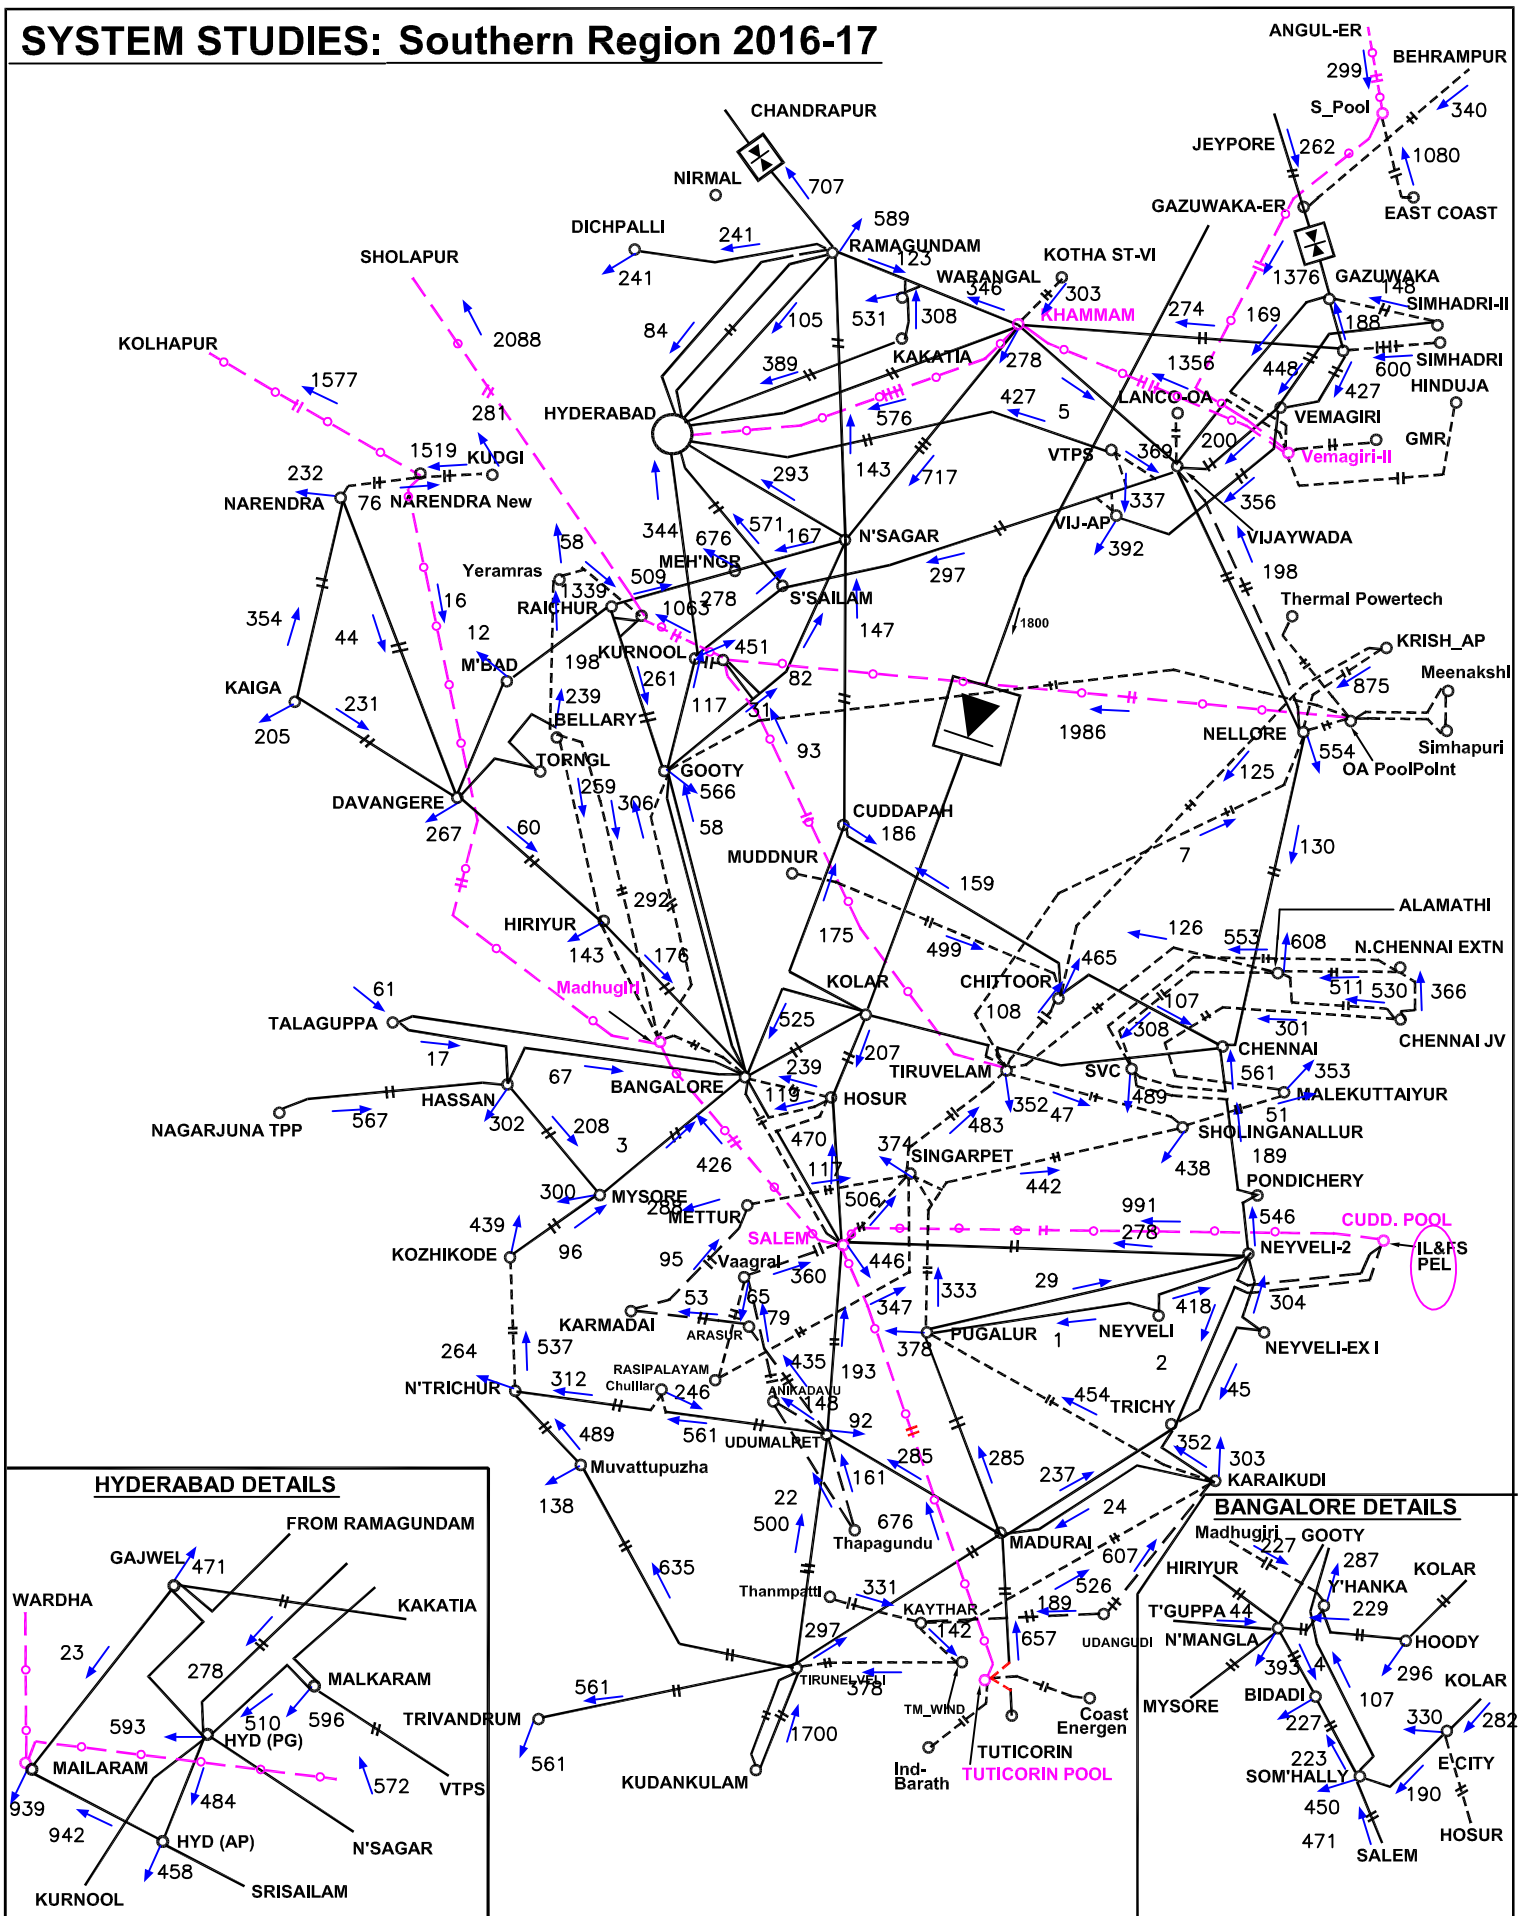 SYSTEM STUDIES: Southern Region 2016-17
ANGUL-ER
299
BEHRAMPUR
S_Pool
340
CHANDRAPUR
JEYPORE
262
1080
NIRMAL
707
GAZUWAKA-ER
EAST COAST
DICHPALLI
241
589
SHOLAPUR
241
RAMAGUNDAM
123
WARANGAL
KOTHA ST-VI
1376
GAZUWAKA
148
SIMHADRI-II
346
303
274
169
188
KOLHAPUR
2088
84
105
531
308
KHAMMAM
KAKATIA
278
1356
448
600
SIMHADRI
1577
389
427
HINDUJA
281
HYDERABAD
576
427
5
LANCO-OA
VEMAGIRI
GMR
1519
KUDGI
293
143
717
VTPS
369
200
Vemagiri-II
232
76
NARENDRA
NARENDRA New
337
356
344
571
676
167
N'SAGAR
VIJ-AP
392
VIJAYWADA
58
MEH'NGR
297
198
Yeramras
1339
509
RAICHUR
1063
278
S'SAILAM
Thermal Powertech
16
354
44
12
147
1800
KRISH_AP
M'BAD
198
KURNOOL
451
Meenakshi
KAIGA
231
239
261
117
82
875
205
BELLARY
51
93
1986
NELLORE
554
Simhapuri
TORNGL
GOOTY
125
OA PoolPoint
259
306
566
DAVANGERE
267
60
58
CUDDAPAH
186
7
130
MUDDNUR
159
HIRIYUR
292
ALAMATHI
143
175
499
126
553
608
N.CHENNAI EXTN
176
465
Madhugiri
KOLAR
CHITTOOR
511
530
366
61
108
107
TALAGUPPA
525
308
301
CHENNAI JV
17
207
CHENNAI
67
239
TIRUVELAM
SVC
561
353
HASSAN
BANGALORE
119
HOSUR
352
47
489
MALEKUTTAIYUR
NAGARJUNA TPP
567
302
208
3
470
483
51
SHOLINGANALLUR
426
374
SINGARPET
438
189
117
442
300
MYSORE
288
METTUR
506
PONDICHERY
991
439
SALEM
278
546
CUDD. POOL
KOZHIKODE
96
95
446
NEYVELI-2
IL&FS
PEL
Vaagrai
360
29
53
65
347
333
418
304
KARMADAI
79
ARASUR
378
PUGALUR
1
NEYVELI
NEYVELI-EX I
537
264
435
193
2
RASIPALAYAM
N'TRICHUR
312
Chulliar
246
ANIKADAVU
148
454
45
TRICHY
561
92
489
UDUMALPET
285
352
303
Muvattupuzha
285
237
KARAIKUDI
161
138
22
500
676
24
Thapagundu
MADURAI
635
607
Thanmpatti
331
526
KAYTHAR
189
297
142
UDANGUDI
657
TIRUNELVELI
561
378
TM_WIND
TRIVANDRUM
1700
Coast
Energen
561
TUTICORIN
Ind-
Barath
TUTICORIN POOL
KUDANKULAM
HYDERABAD DETAILS
FROM RAMAGUNDAM
GAJWEL
471
WARDHA
KAKATIA
23
278
MALKARAM
593
510
596
HYD (PG)
MAILARAM
572
VTPS
939
484
942
HYD (AP)
N'SAGAR
458
KURNOOL
SRISAILAM
BANGALORE DETAILS
Madhugiri
GOOTY
227
HIRIYUR
287
KOLAR
Y'HANKA
T'GUPPA
44
229
N'MANGLA
HOODY
393
4
296
MYSORE
BIDADI
107
KOLAR
227
330
282
223
E CITY
SOM'HALLY
190
450
471
HOSUR
SALEM